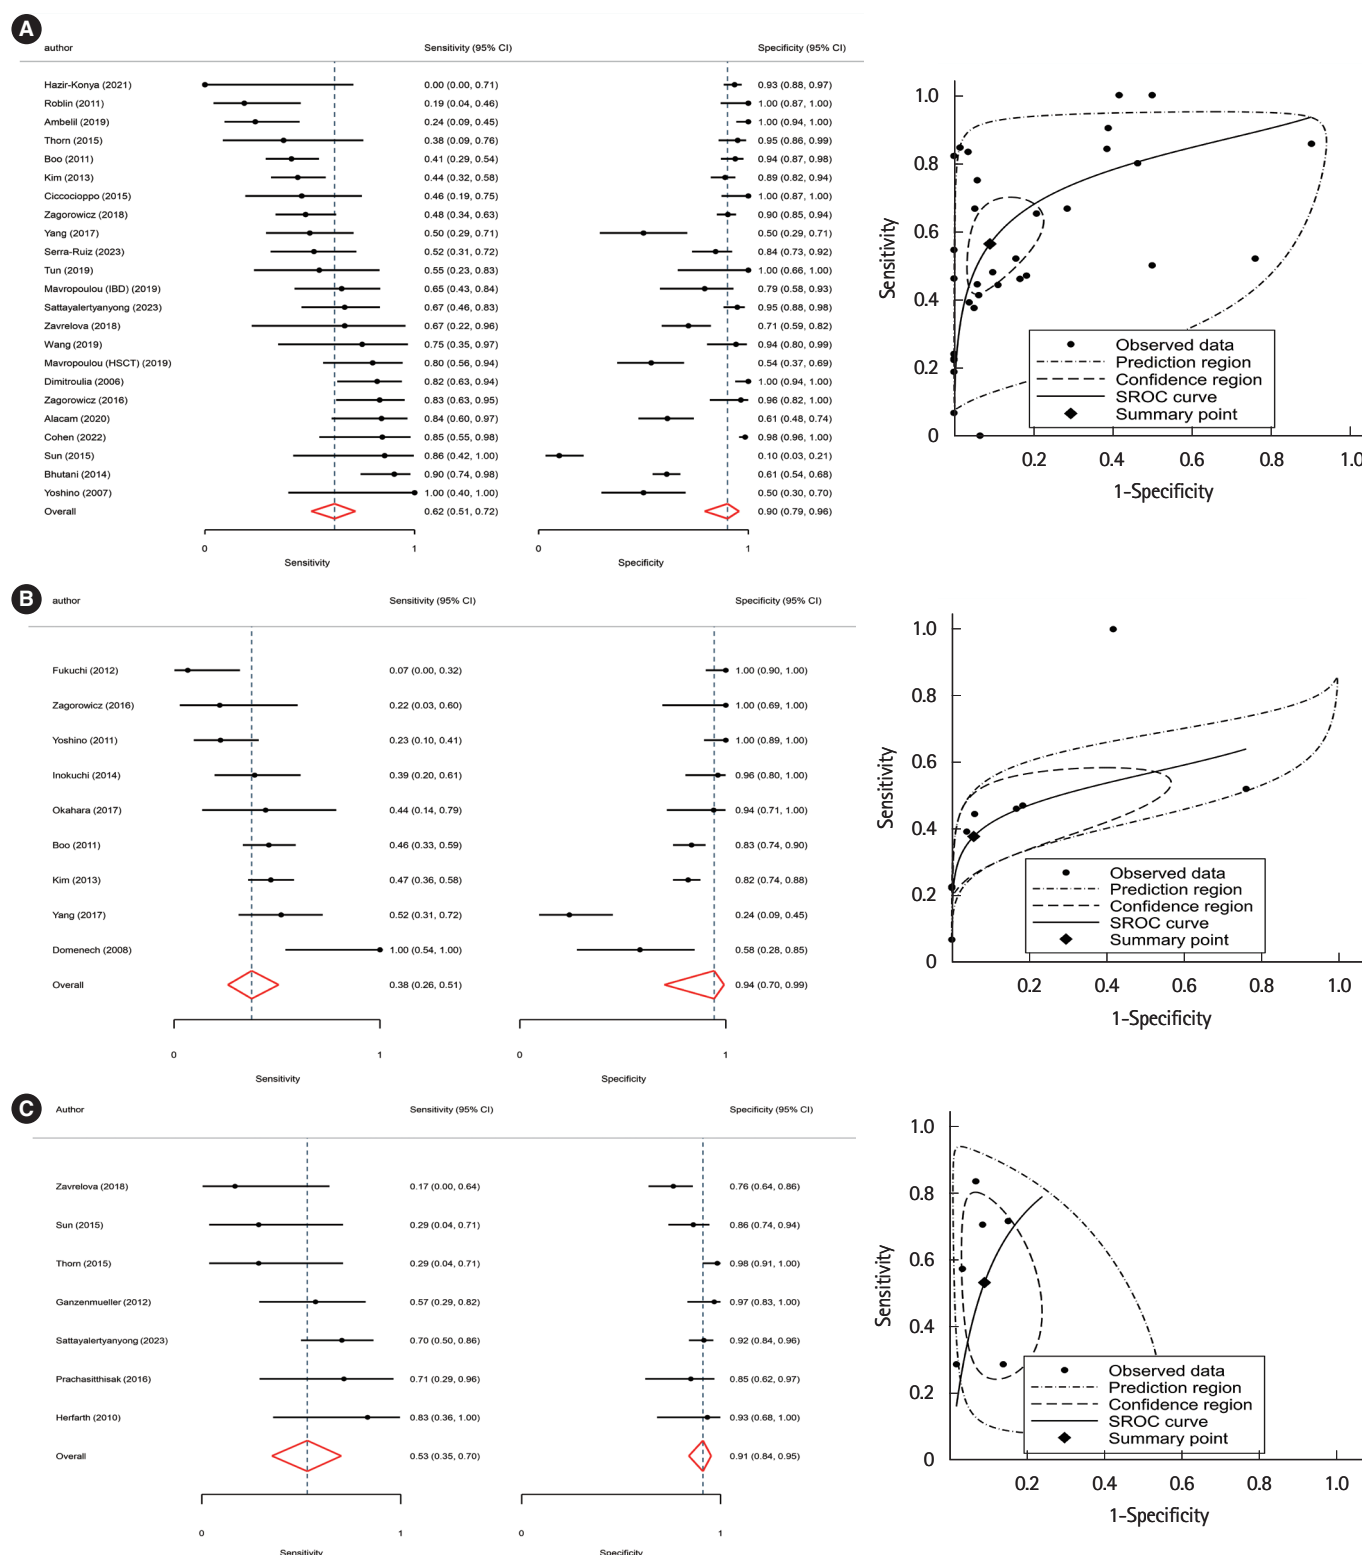 A
author Sensitivity (95% CI) Specificity (95% CI)
Hazir-Konya (2021) 0.00 (0.00, 0.71) 0.93 (0.88, 0.97)
Roblin (2011) 0.19 (0.04, 0.46) 1.00 (0.87, 1.00)
Ambelil (2019) 0.24 (0.09, 0.45) 1.00 (0.94, 1.00)
Thorn (2015) 0.38 (0.09, 0.76) 0.95 (0.86, 0.99)
Boo (2011) 0.41 (0.29, 0.54) 0.94 (0.87, 0.98)
Kim (2013) 0.44 (0.32, 0.58) 0.89 (0.82, 0.94)
Ciccocioppo (2015) 0.46 (0.19, 0.75) 1.00 (0.87, 1.00)
Zagorowicz (2018) 0.48 (0.34, 0.63) 0.90 (0.85, 0.94)
Yang (2017) 0.50 (0.29, 0.71) 0.50 (0.29, 0.71)
Serra-Ruiz (2023) 0.52 (0.31, 0.72) 0.84 (0.73, 0.92)
Tun (2019) 0.55 (0.23, 0.83) 1.00 (0.66, 1.00)
Mavropoulou (IBD) (2019) 0.65 (0.43, 0.84) 0.79 (0.58, 0.93)
Sattayalertyanyong (2023) 0.67 (0.46, 0.83) 0.95 (0.88, 0.98)
Zavrelova (2018) 0.67 (0.22, 0.96) 0.71 (0.59, 0.82)
Wang (2019) 0.75 (0.35, 0.97) 0.94 (0.80, 0.99)
Mavropoulou (HSCT) (2019) 0.80 (0.56, 0.94) 0.54 (0.37, 0.69)
Dimitroulia (2006) 0.82 (0.63, 0.94) 1.00 (0.94, 1.00)
Zagorowicz (2016) 0.83 (0.63, 0.95) 0.96 (0.82, 1.00)
Alacam (2020) 0.84 (0.60, 0.97) 0.61 (0.48, 0.74)
Cohen (2022) 0.85 (0.55, 0.98) 0.98 (0.96, 1.00)
Sun (2015) 0.86 (0.42, 1.00) 0.10 (0.03, 0.21)
Bhutani (2014) 0.90 (0.74, 0.98) 0.61 (0.54, 0.68)
Yoshino (2007) 1.00 (0.40, 1.00) 0.50 (0.30, 0.70)
Overall 0.62 (0.51, 0.72) 0.90 (0.79, 0.96)
0 1 0 1
Sensitivity Specificity
1.0
0.8
0.6
0.4
0.2
0
Sensitivity
Observed data
Prediction region
Confidence region
SROC curve
Summary point
0.2 0.4 0.6 0.8 1.0
1-Specificity
B
author Sensitivity (95% CI) Specificity (95% CI)
Fukuchi (2012) 0.07 (0.00, 0.32) 1.00 (0.90, 1.00)
Zagorowicz (2016) 0.22 (0.03, 0.60) 1.00 (0.69, 1.00)
Yoshino (2011) 0.23 (0.10, 0.41) 1.00 (0.89, 1.00)
Inokuchi (2014) 0.39 (0.20, 0.61) 0.96 (0.80, 1.00)
Okahara (2017) 0.44 (0.14, 0.79) 0.94 (0.71, 1.00)
Boo (2011) 0.46 (0.33, 0.59) 0.83 (0.74, 0.90)
Kim (2013) 0.47 (0.36, 0.58) 0.82 (0.74, 0.88)
Yang (2017) 0.52 (0.31, 0.72) 0.24 (0.09, 0.45)
Domenech (2008) 1.00 (0.54, 1.00) 0.58 (0.28, 0.85)
Overall 0.38 (0.26, 0.51) 0.94 (0.70, 0.99)
0 1 0 1
Sensitivity Specificity
1.0
0.8
0.6
0.4
0.2
0
Sensitivity
Observed data
Prediction region
Confidence region
SROC curve
Summary point
0.2 0.4 0.6 0.8 1.0
1-Specificity
C
Author Sensitivity (95% CI) Specificity (95% CI)
Zavrelova (2018) 0.17 (0.00, 0.64) 0.76 (0.64, 0.86)
Sun (2015) 0.29 (0.04, 0.71) 0.86 (0.74, 0.94)
Thorn (2015) 0.29 (0.04, 0.71) 0.98 (0.91, 1.00)
Ganzenmueller (2012) 0.57 (0.29, 0.82) 0.97 (0.83, 1.00)
Sattayalertyanyong (2023) 0.70 (0.50, 0.86) 0.92 (0.84, 0.96)
Prachasitthisak (2016) 0.71 (0.29, 0.96) 0.85 (0.62, 0.97)
Herfarth (2010) 0.83 (0.36, 1.00) 0.93 (0.68, 1.00)
Overall 0.53 (0.35, 0.70) 0.91 (0.84, 0.95)
0 1 0 1
Sensitivity Specificity
1.0
0.8
0.6
0.4
0.2
0
Sensitivity
Observed data
Prediction region
Confidence region
SROC curve
Summary point
0.2 0.4 0.6 0.8 1.0
1-Specificity